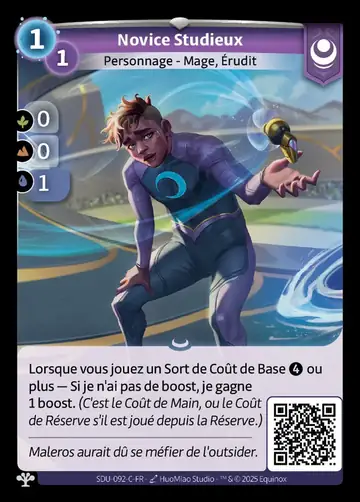 1
1
Novice Studieux
Personnage - Mage, Érudit
0
0
1
Lorsque vous jouez un Sort de Coût de Base 4 ou
plus — Si je n'ai pas de boost, je gagne
1 boost. (C'est le Coût de Main, ou le Coût
de Réserve s'il est joué depuis la Réserve.)
Maleros aurait dû se méfier de l'outsider.
SDU-092-C-FR - HuoMiao Studio - ™ & © 2025 Equinox